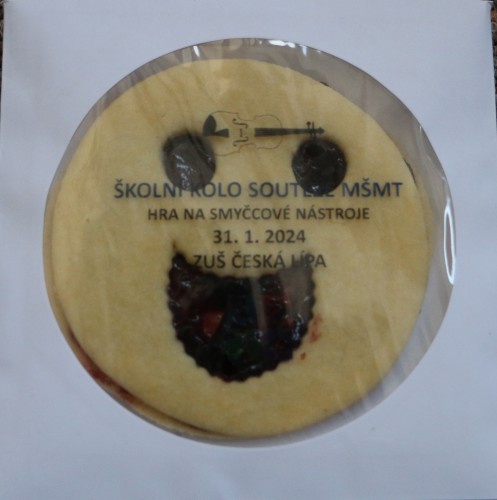 ŠKOLNÍ KOLO SOUTĚŽE MŠMT
HRA NA SMYČCOVÉ NÁSTROJE
31. 1. 2024
ZUŠ ČESKÁ LÍPA